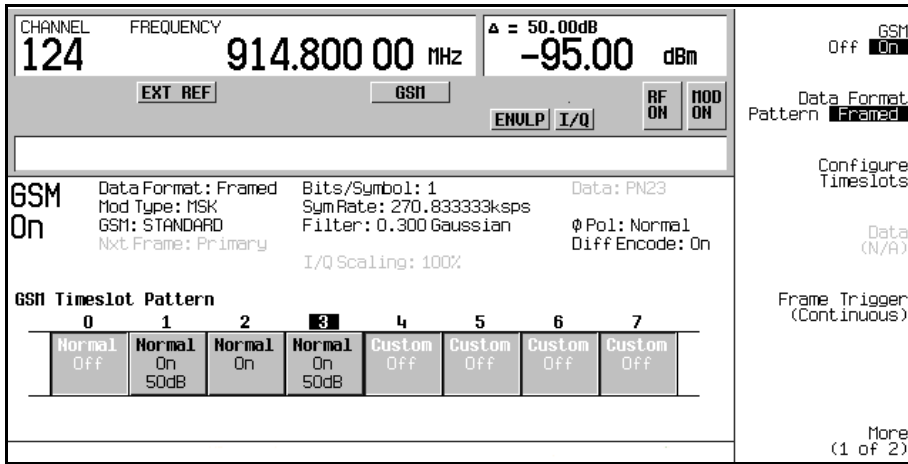 CHANNEL FREQUENCY
124 914.800 00 MHz
Δ = 50.00dB
-95.00 dBm
EXT REF GSM
ENVLP I/Q
RF ON
MOD ON
GSM On
Data Format: Framed Bits/Symbol: 1 Data: PN23
Mod Type: MSK SymRate: 270.833333ksps
GSM: STANDARD Filter: 0.300 Gaussian Φ Pol: Normal
Nxt Frame: Primary Diff Encode: On
I/Q Scaling: 100%
GSM Timeslot Pattern
0 1 2 3 4 5 6 7
Normal Normal Normal Normal Custom Custom Custom Custom
Off On On On Off Off Off Off
50dB 50dB
GSM
Off On
Data Format
Pattern Framed
Configure
Timeslots
Data
(N/A)
Frame Trigger
(Continuous)
More
(1 of 2)